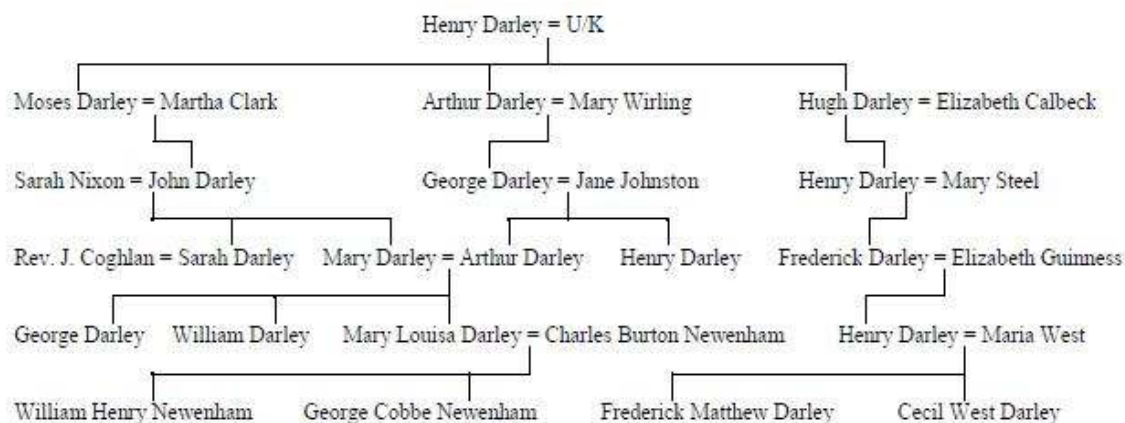 Henry Darley = U/K
Moses Darley = Martha Clark Arthur Darley = Mary Wirling Hugh Darley = Elizabeth Calbeck
Sarah Nixon = John Darley George Darley = Jane Johnston Henry Darley = Mary Steel
Rev. J. Coghlan = Sarah Darley Mary Darley = Arthur Darley Henry Darley Frederick Darley = Elizabeth Guinness
George Darley William Darley Mary Louisa Darley = Charles Burton Newenham Henry Darley = Maria West
William Henry Newenham George Cobbe Newenham Frederick Matthew Darley Cecil West Darley